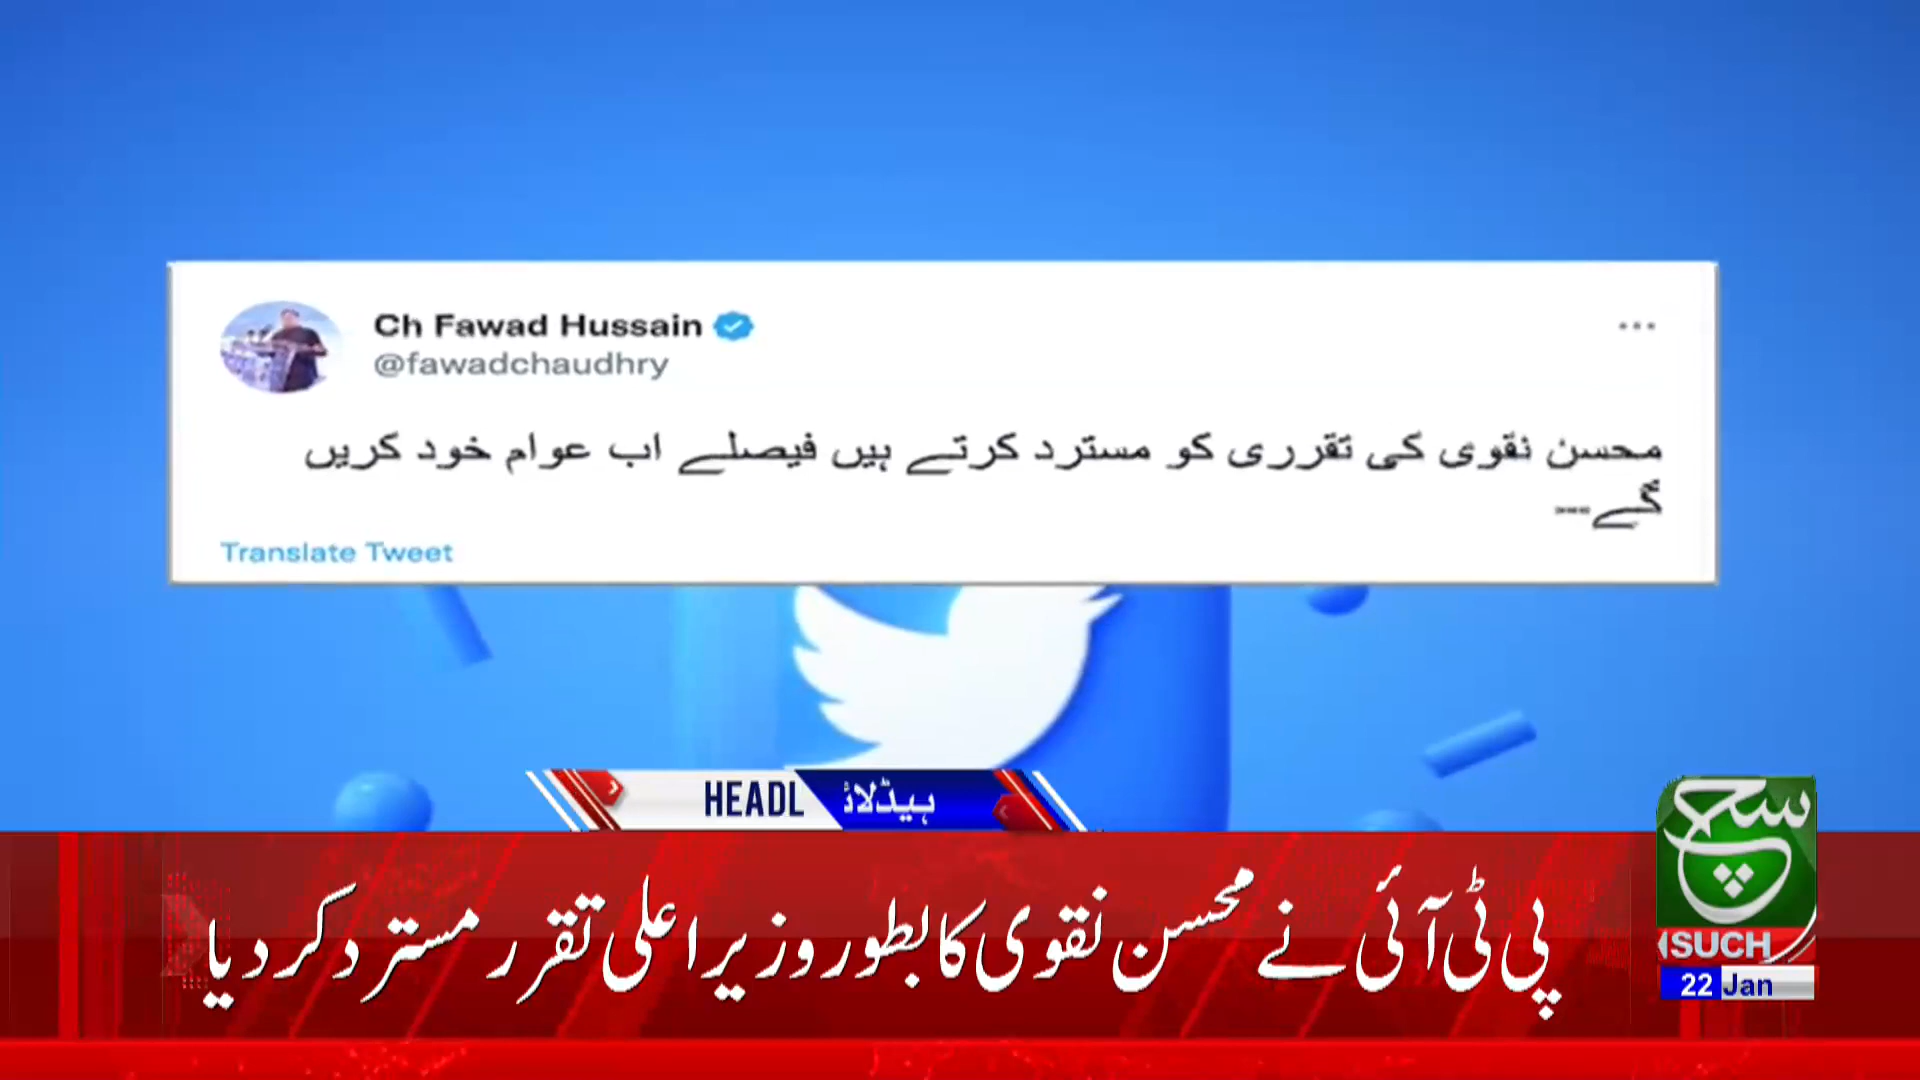 Ch Fawad Hussain
@fawadchaudhry
محسن نقوی کی تقرری کو مسترد کرتے ہیں فیصلے اب عوام خود کریں
گے---
Translate Tweet
HEADL
ہیڈلائ
پی ٹی آئی نے محسن نقوی کا بطور وزیراعلی تقرر مسترد کر دیا
سچ
SUCH
22 Jan